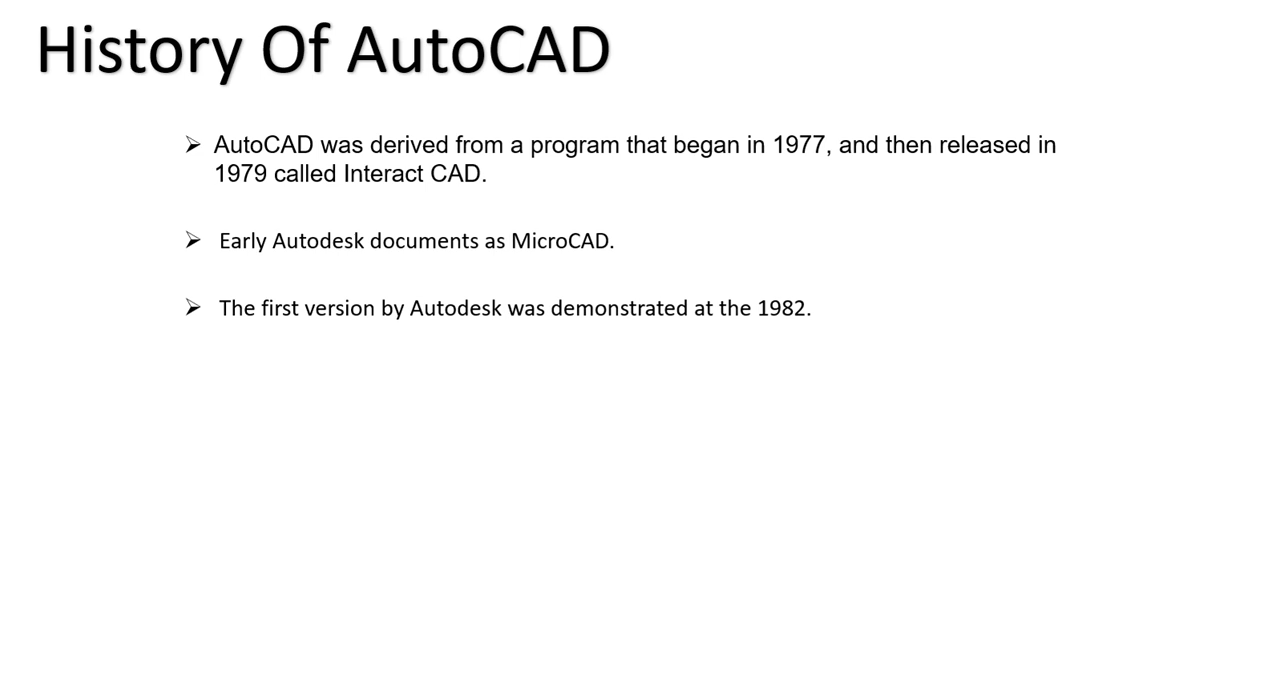 History Of AutoCAD
➢ AutoCAD was derived from a program that began in 1977, and then released in
1979 called Interact CAD.
➢ Early Autodesk documents as MicroCAD.
➢ The first version by Autodesk was demonstrated at the 1982.